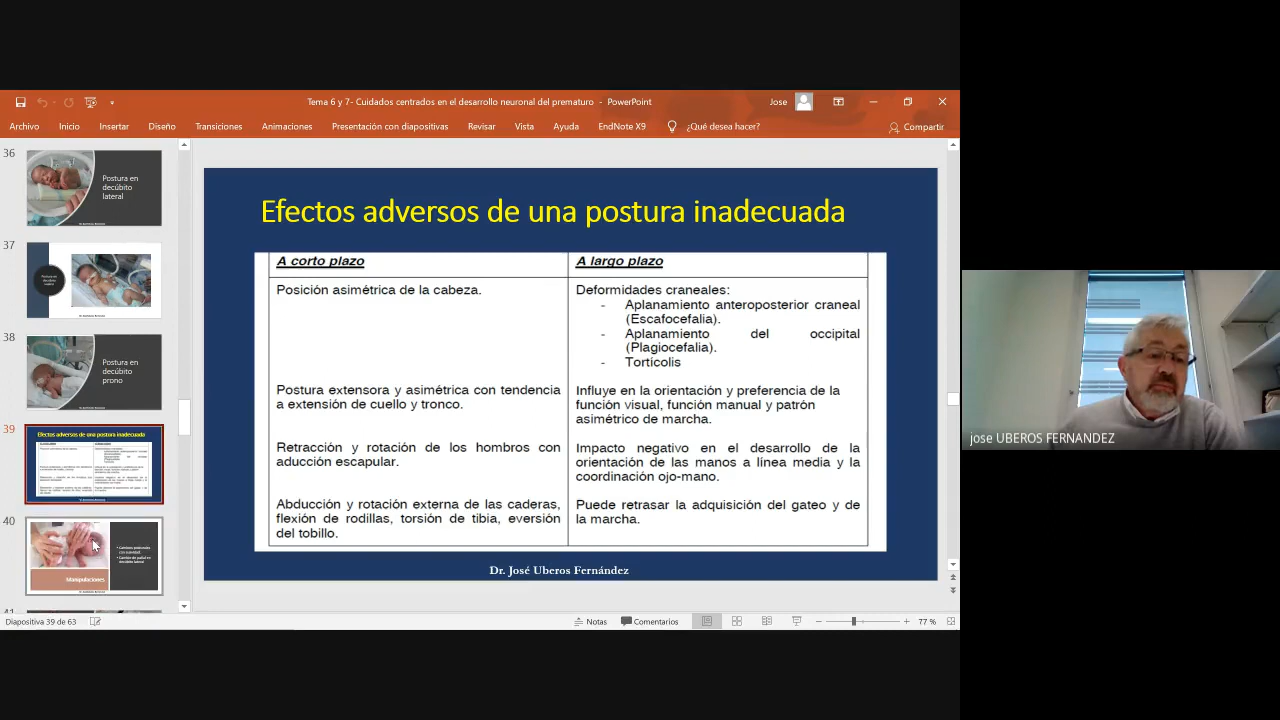 Tema 6 y 7- Cuidados centrados en el desarrollo neuronal del prematuro - PowerPoint
Jose
Archivo Inicio Insertar Diseño Transiciones Animaciones Presentación con diapositivas Revisar Vista Ayuda EndNote X9 ¿Qué desea hacer? Compartir
36
Postura en
decúbito
lateral
37
38
Postura en
decúbito
prono
39
Efectos adversos de una postura inadecuada
40
Manipulaciones
41
Efectos adversos de una postura inadecuada
A corto plazo
A largo plazo
Posición asimétrica de la cabeza.
Deformidades craneales:
- Aplanamiento anteroposterior craneal
(Escafocefalia).
- Aplanamiento del occipital
(Plagiocefalia).
- Torticolis
Postura extensora y asimétrica con tendencia
a extensión de cuello y tronco.
Influye en la orientación y preferencia de la
función visual, función manual y patrón
asimétrico de marcha.
Retracción y rotación de los hombros con
aducción escapular.
Impacto negativo en el desarrollo de la
orientación de las manos a línea media y la
coordinación ojo-mano.
Abducción y rotación externa de las caderas,
flexión de rodillas, torsión de tibia, eversión
del tobillo.
Puede retrasar la adquisición del gateo y de
la marcha.
Dr. José Uberos Fernández
jose UBEROS FERNANDEZ
Diapositiva 39 de 63
Notas Comentarios 77 %